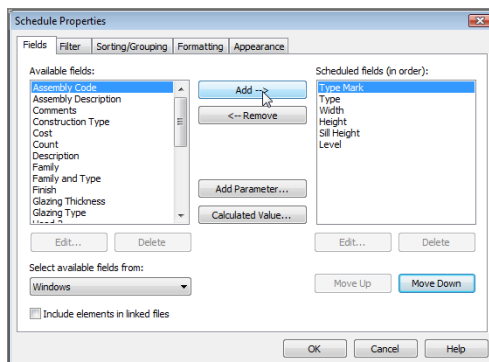 Schedule Properties
Fields Filter Sorting/Grouping Formatting Appearance
Available fields:
Assembly Code
Assembly Description
Comments
Construction Type
Cost
Count
Description
Family
Family and Type
Finish
Glazing Thickness
Glazing Type
Add -->
<-- Remove
Add Parameter...
Calculated Value...
Scheduled fields (in order):
Type Mark
Type
Width
Height
Sill Height
Level
Edit... Delete
Edit... Delete
Select available fields from:
Windows
Move Up Move Down
Include elements in linked files
OK Cancel Help